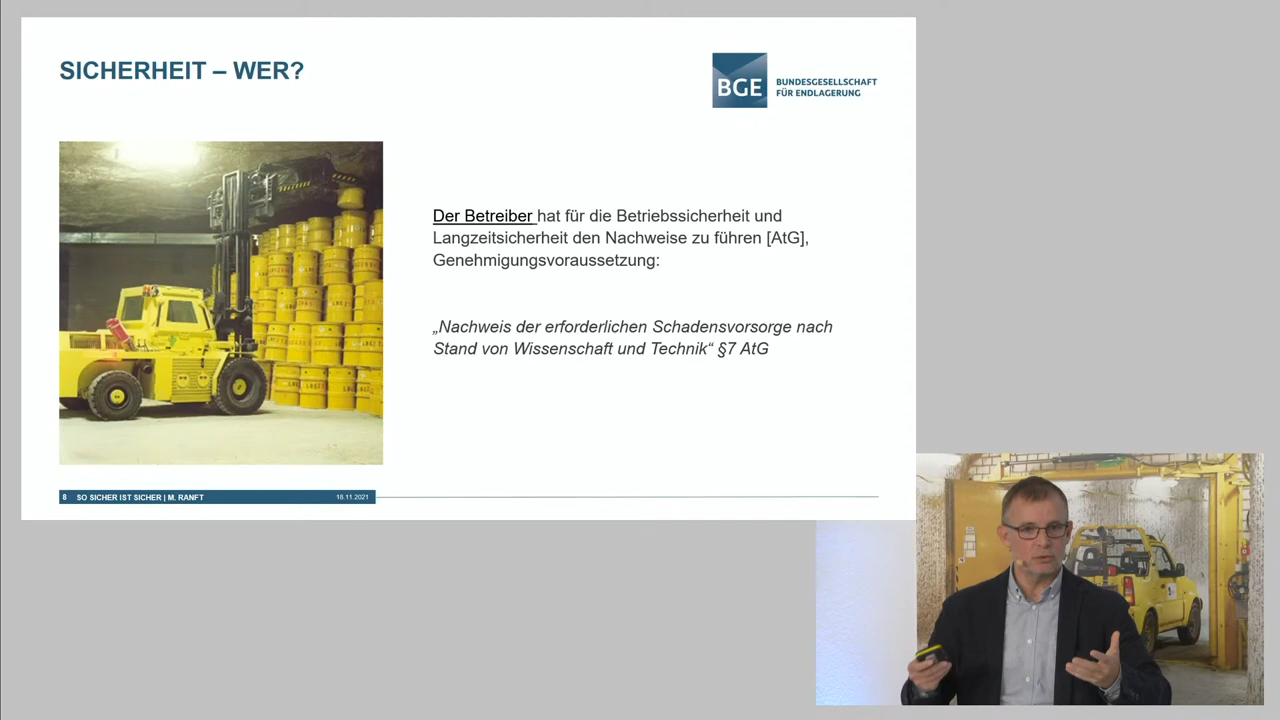 SICHERHEIT – WER?
BGE
BUNDESGESELLSCHAFT
FÜR ENDLAGERUNG
Der Betreiber hat für die Betriebssicherheit und
Langzeitsicherheit den Nachweise zu führen [AtG],
Genehmigungsvoraussetzung:
„Nachweis der erforderlichen Schadensvorsorge nach
Stand von Wissenschaft und Technik“ §7 AtG
8 SO SICHER IST SICHER | M. RANFT 18.11.2021